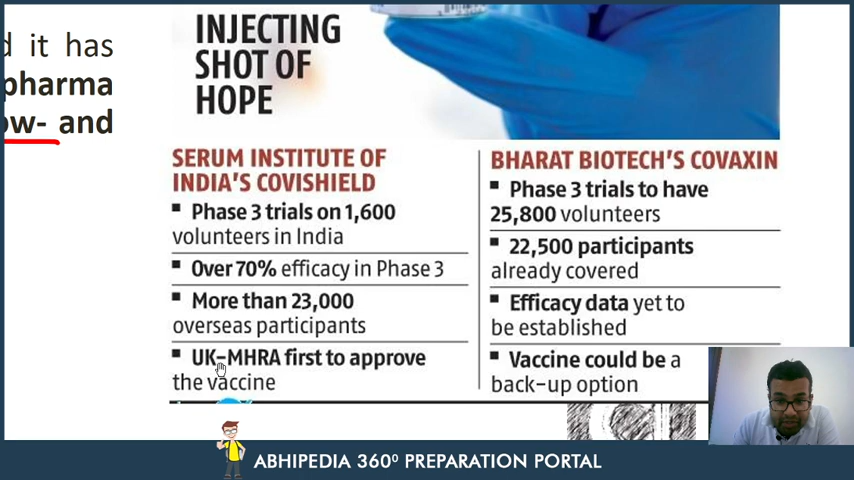 d it has
pharma
ow- and
INJECTING
SHOT OF
HOPE
SERUM INSTITUTE OF
INDIA'S COVISHIELD
▪ Phase 3 trials on 1,600
volunteers in India
▪ Over 70% efficacy in Phase 3
▪ More than 23,000
overseas participants
▪ UK-MHRA first to approve
the vaccine
BHARAT BIOTECH'S COVAXIN
▪ Phase 3 trials to have
25,800 volunteers
▪ 22,500 participants
already covered
▪ Efficacy data yet to
be established
▪ Vaccine could be a
back-up option
ABHIPEDIA 360⁰ PREPARATION PORTAL